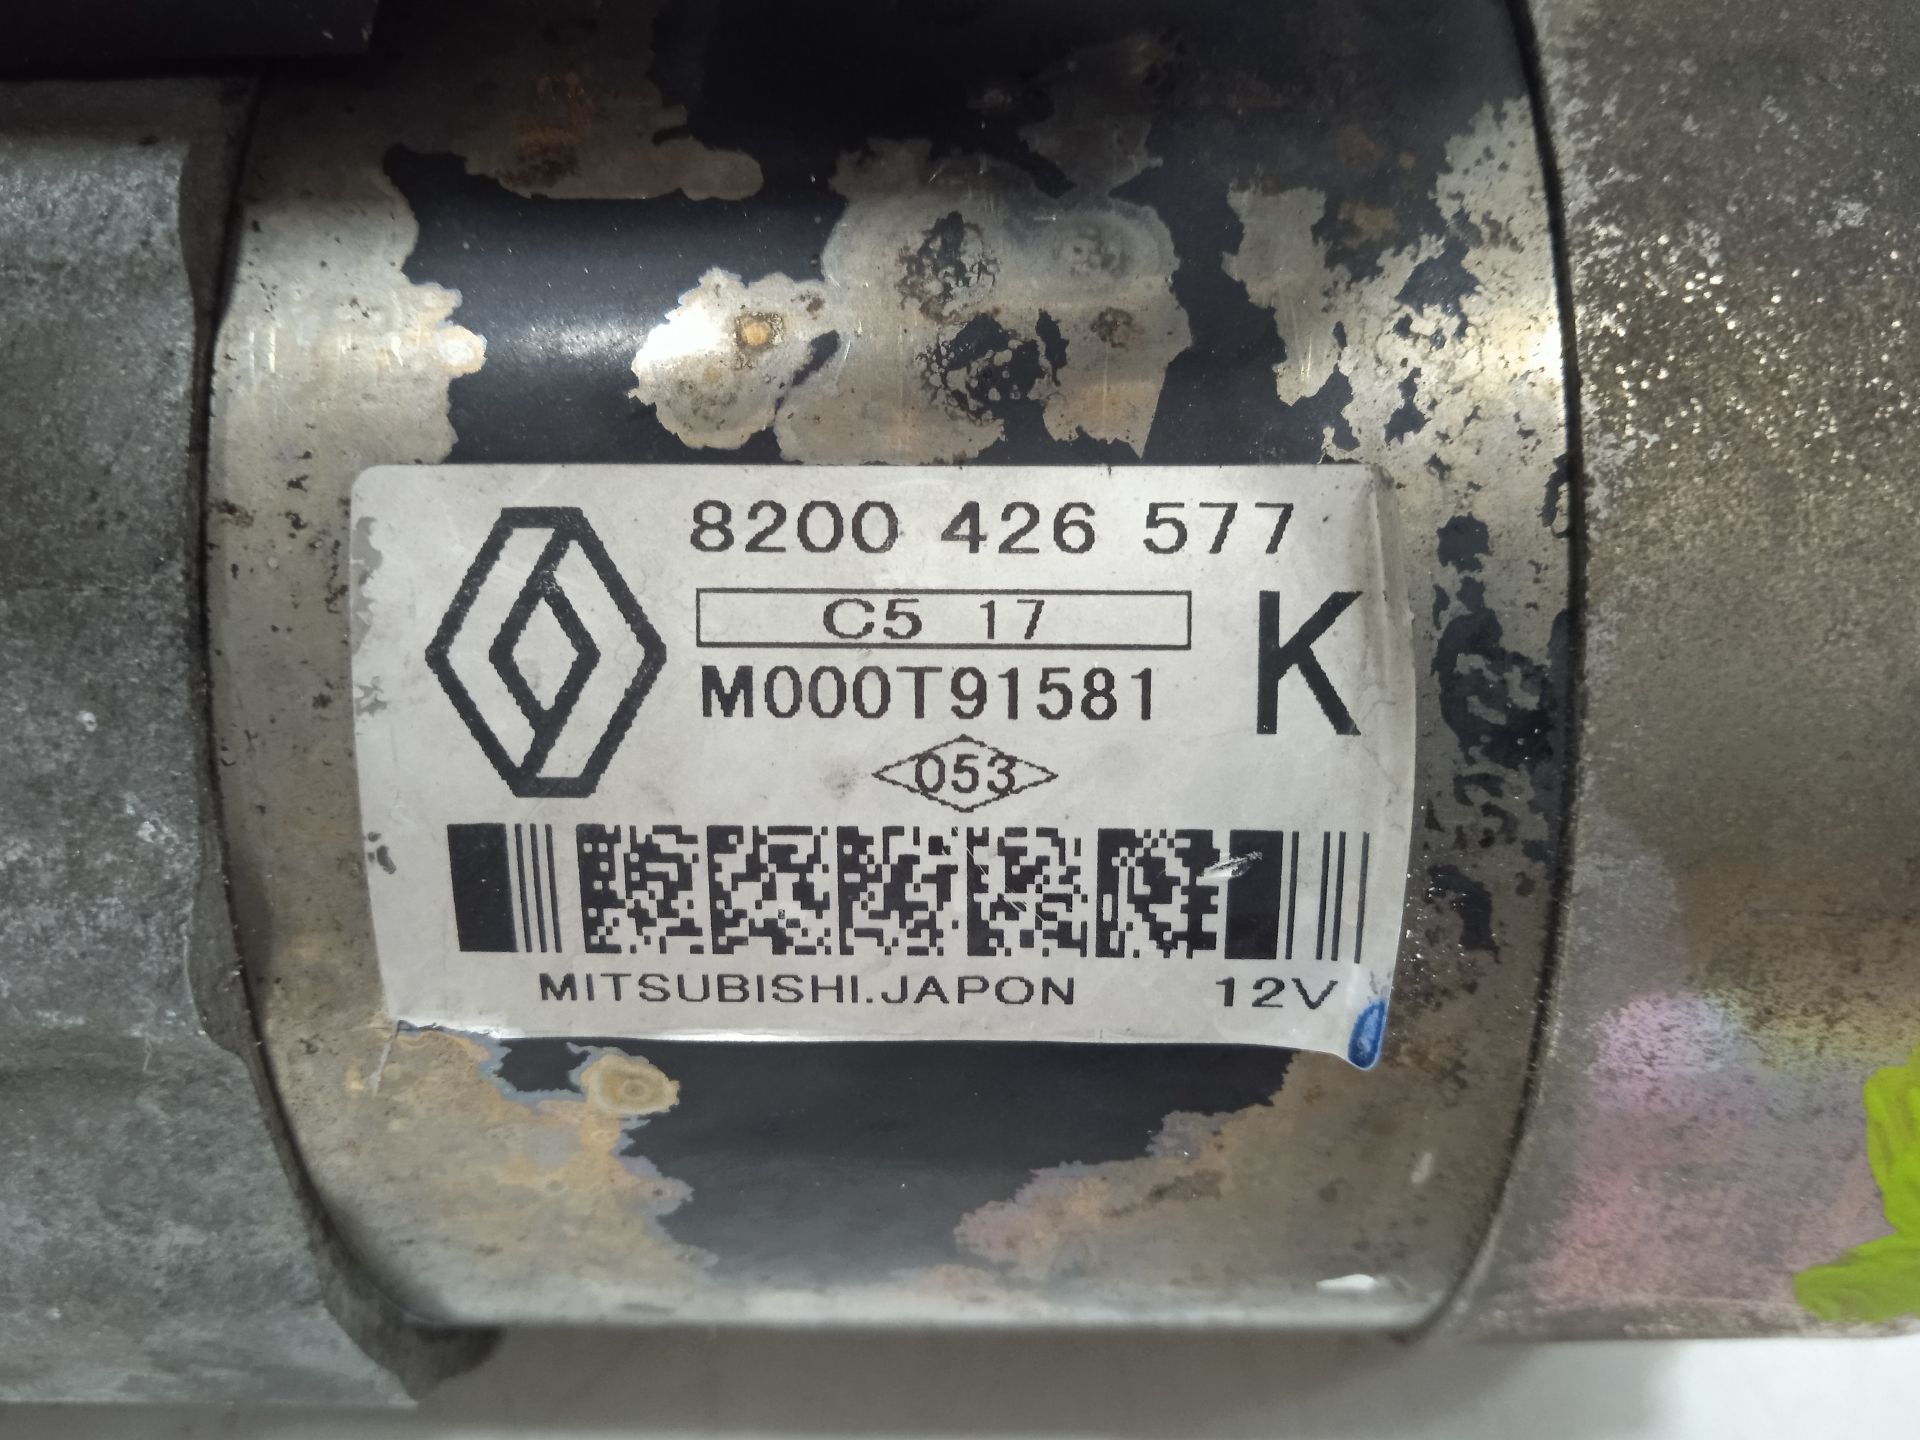 8200 426 577
C5 17
K
M000T91581
053
MITSUBISHI.JAPON 12V